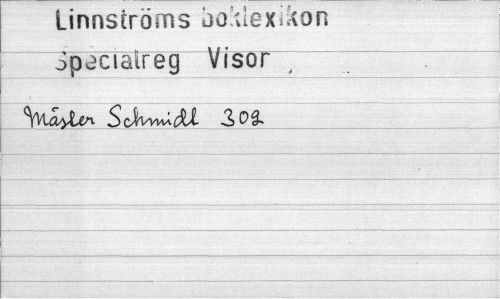 Linnströms boklexikon
Specialreg Visor
Mäster Schmidt 302